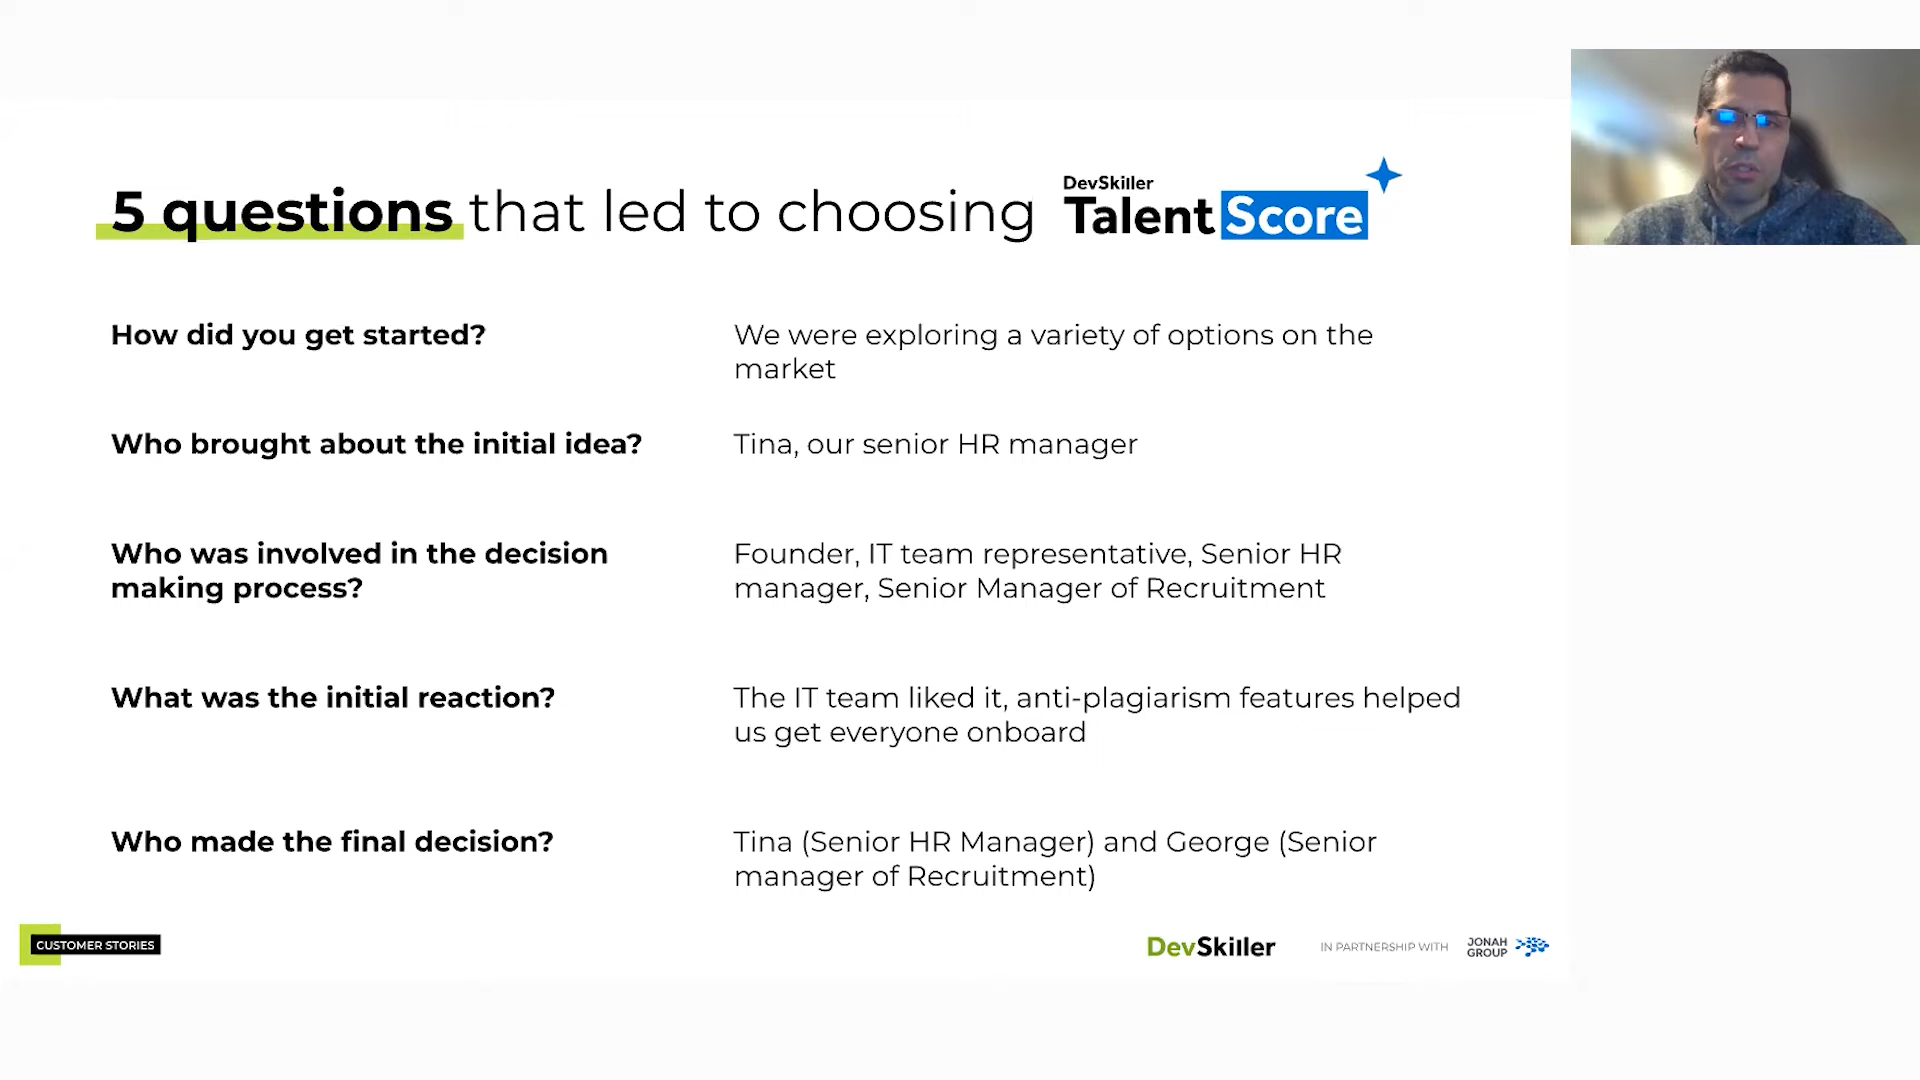 5 questions that led to choosing DevSkiller TalentScore
How did you get started?
We were exploring a variety of options on the
market
Who brought about the initial idea?
Tina, our senior HR manager
Who was involved in the decision
making process?
Founder, IT team representative, Senior HR
manager, Senior Manager of Recruitment
What was the initial reaction?
The IT team liked it, anti-plagiarism features helped
us get everyone onboard
Who made the final decision?
Tina (Senior HR Manager) and George (Senior
manager of Recruitment)
CUSTOMER STORIES
DevSkiller
IN PARTNERSHIP WITH
JONAH
GROUP